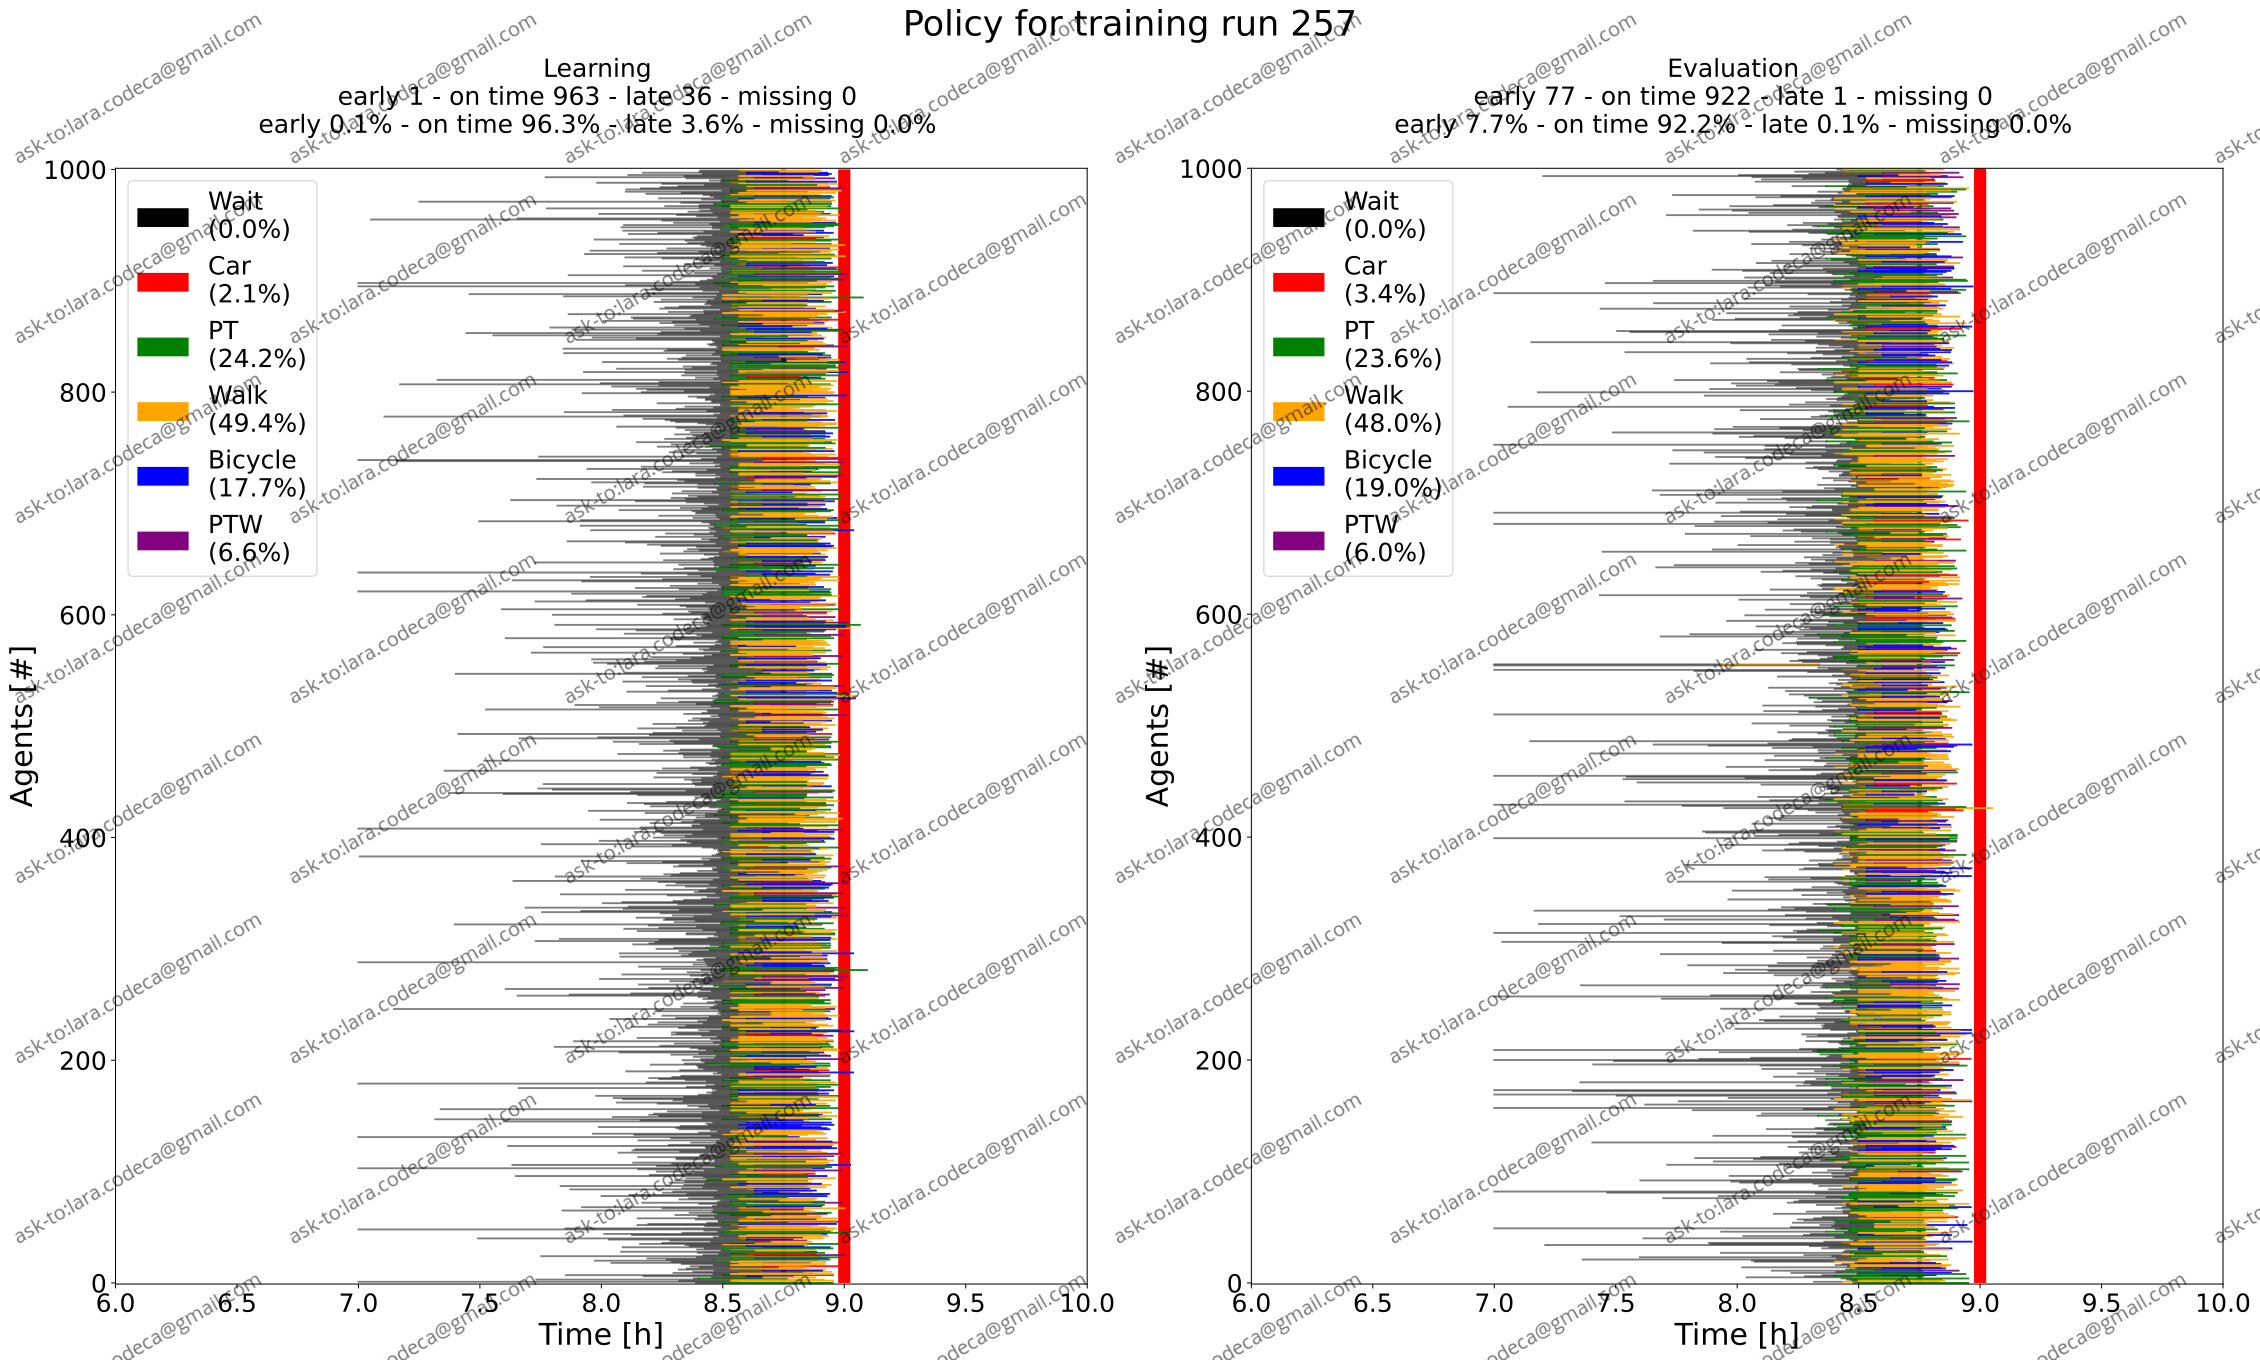 Policy for training run 257
Learning
early 1 - on time 963 - late 36 - missing 0
early 0.1% - on time 96.3% - late 3.6% - missing 0.0%
1000
800
600
400
200
0
Agents [#]
Wait
(0.0%)
Car
(2.1%)
PT
(24.2%)
Walk
(49.4%)
Bicycle
(17.7%)
PTW
(6.6%)
6.0 6.5 7.0 7.5 8.0 8.5 9.0 9.5 10.0
Time [h]
Evaluation
early 77 - on time 922 - late 1 - missing 0
early 7.7% - on time 92.2% - late 0.1% - missing 0.0%
1000
800
600
400
200
0
Agents [#]
Wait
(0.0%)
Car
(3.4%)
PT
(23.6%)
Walk
(48.0%)
Bicycle
(19.0%)
PTW
(6.0%)
6.0 6.5 7.0 7.5 8.0 8.5 9.0 9.5 10.0
Time [h]
ask-to:lara.codeca@gmail.com